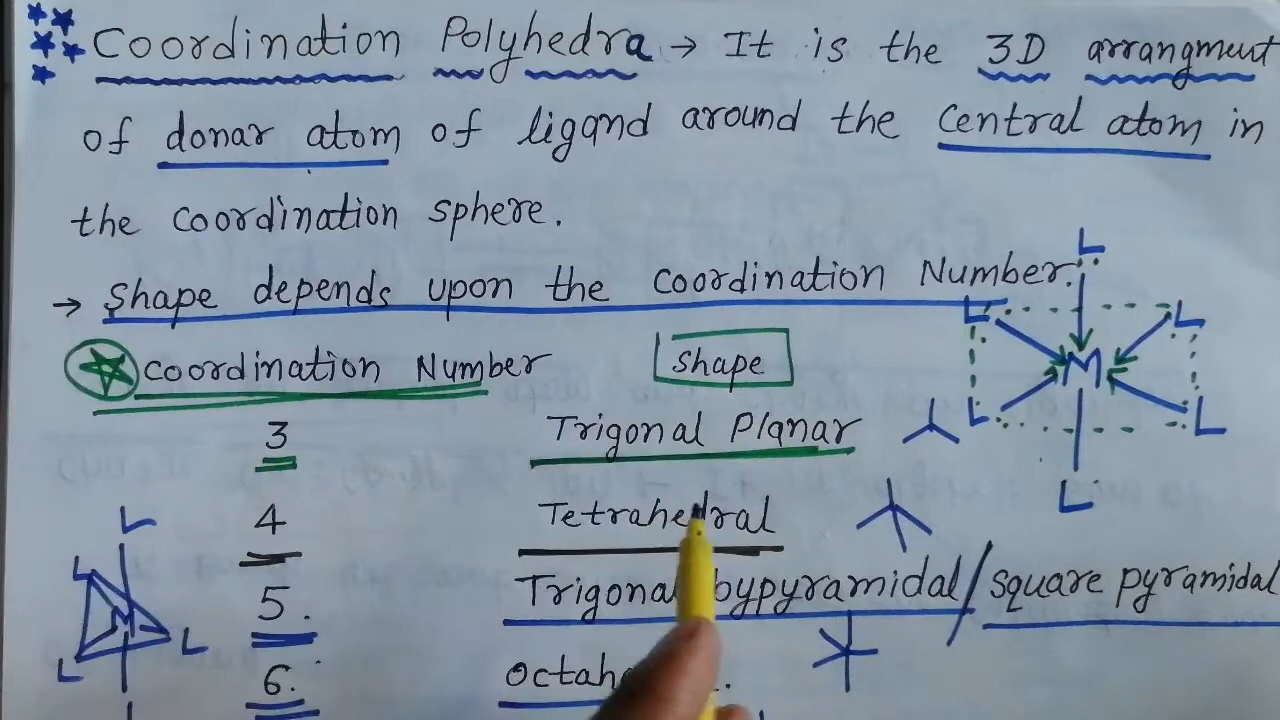 Coordination Polyhedra → It is the 3D arrangment
of donar atom of ligand around the central atom in
the coordination sphere.
→ Shape depends upon the coordination Number.
Coordination Number Shape
3 Trigonal Planar
4 Tetrahedral
5. Trigonal bypyramidal / square pyramidal
6.
L
L L
M
L L
L
L
L
M
L L